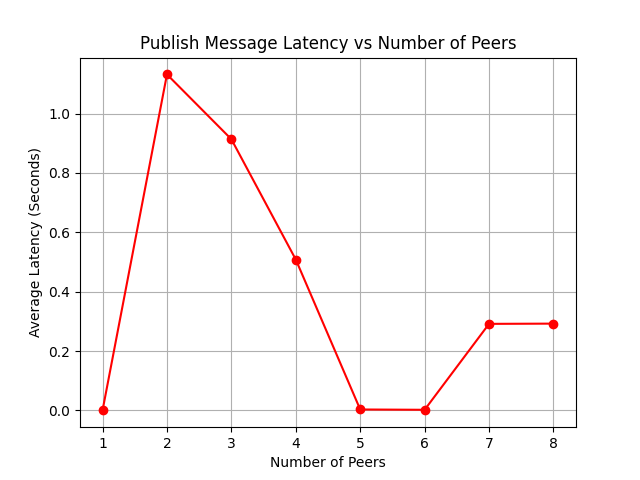 Publish Message Latency vs Number of Peers
Average Latency (Seconds)
1.0
0.8
0.6
0.4
0.2
0.0
1 2 3 4 5 6 7 8
Number of Peers